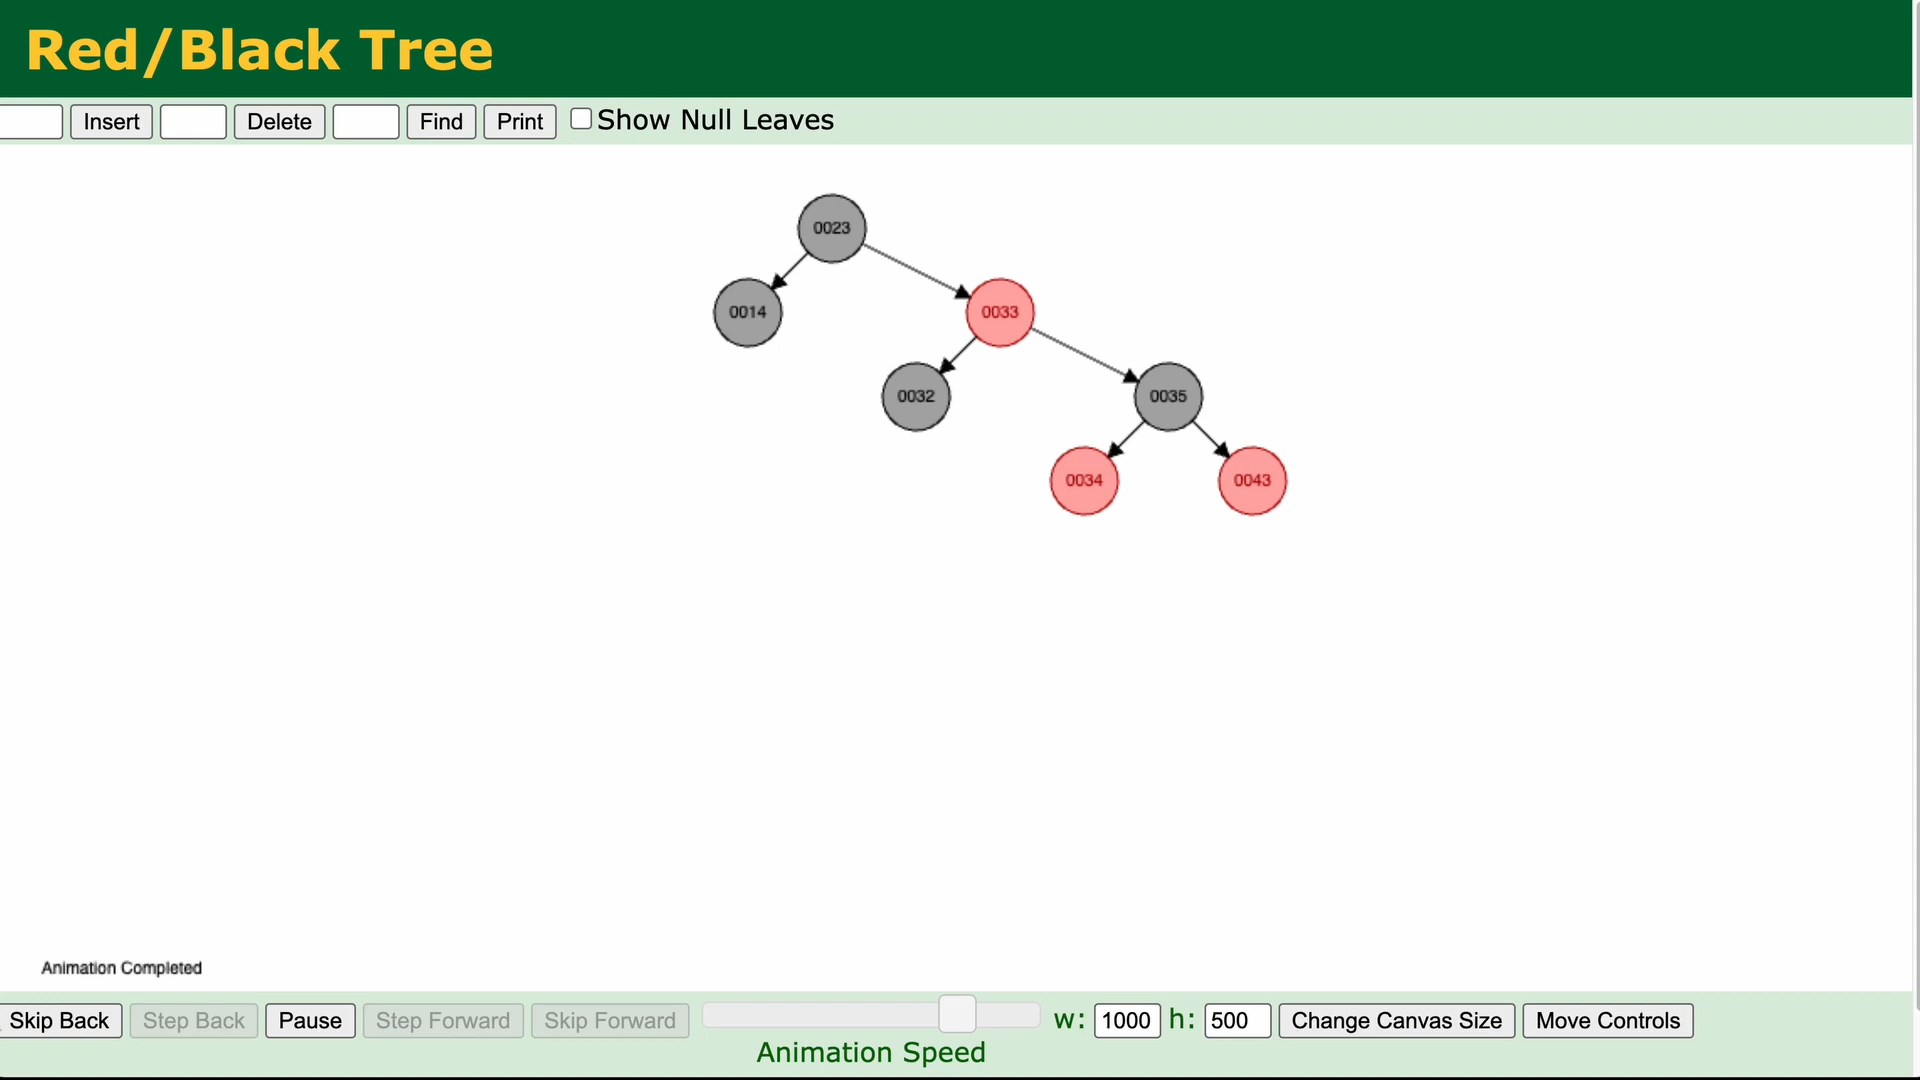 Red/Black Tree
Insert Delete Find Print Show Null Leaves
0023
0014 0033
0032 0035
0034 0043
Animation Completed
Skip Back Step Back Pause Step Forward Skip Forward w: 1000 h: 500 Change Canvas Size Move Controls
Animation Speed